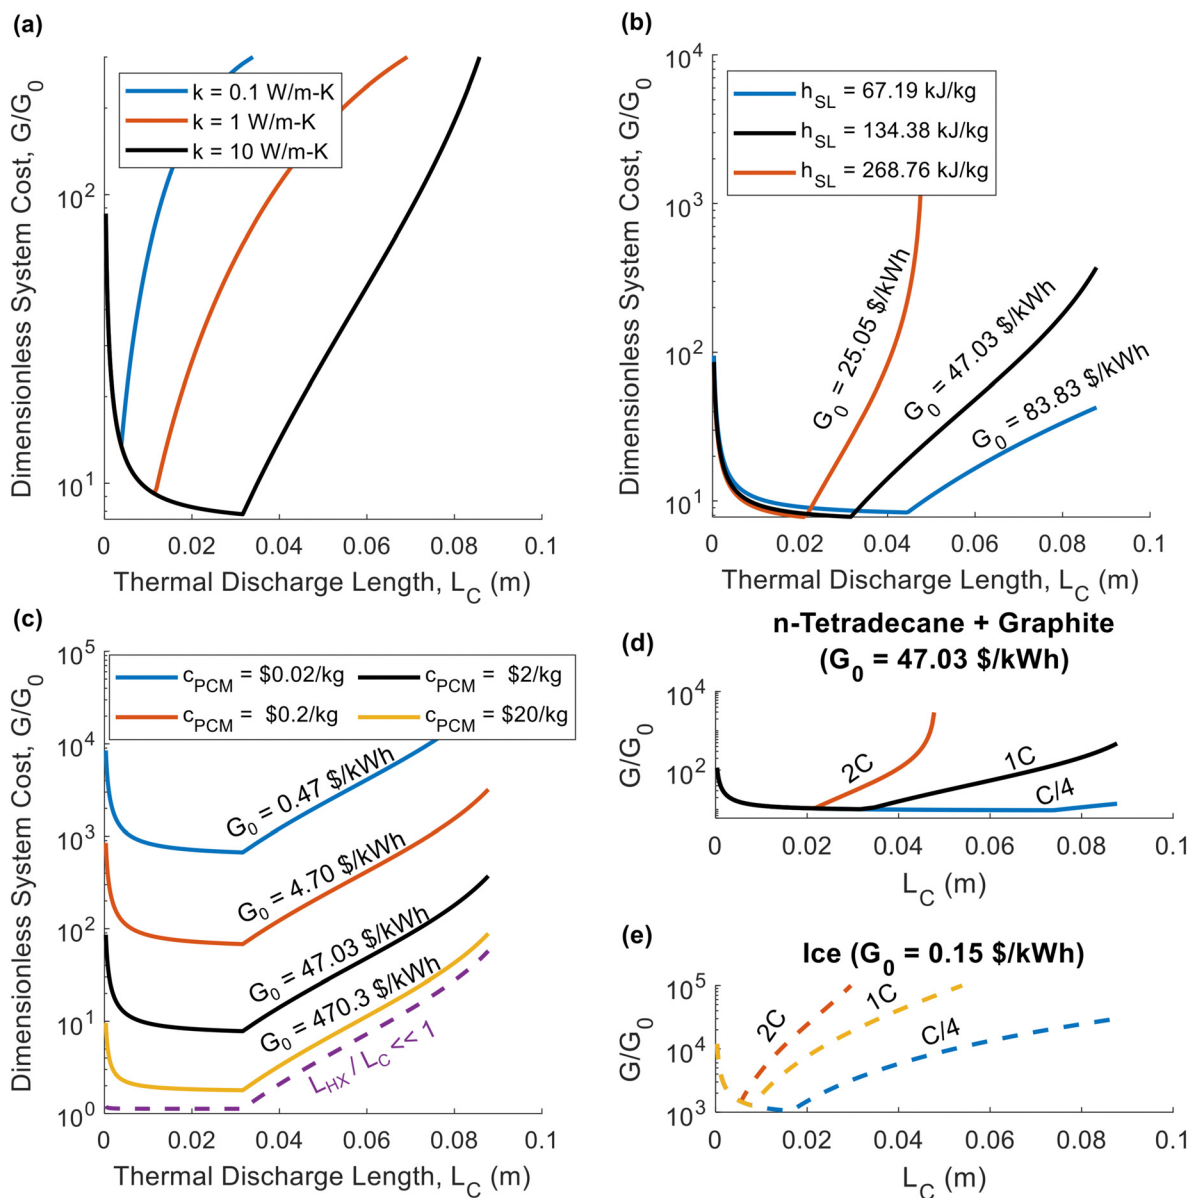 (a)
Dimensionless System Cost, G/G0
10^2
10^1
k = 0.1 W/m-K
k = 1 W/m-K
k = 10 W/m-K
0 0.02 0.04 0.06 0.08 0.1
Thermal Discharge Length, LC (m)
(b)
Dimensionless System Cost, G/G0
10^4
10^3
10^2
10^1
hSL = 67.19 kJ/kg
hSL = 134.38 kJ/kg
hSL = 268.76 kJ/kg
G0 = 25.05 $/kWh
G0 = 47.03 $/kWh
G0 = 83.83 $/kWh
0 0.02 0.04 0.06 0.08 0.1
Thermal Discharge Length, LC (m)
(c)
Dimensionless System Cost, G/G0
10^5
10^4
10^3
10^2
10^1
10^0
cPCM = $0.02/kg
cPCM = $2/kg
cPCM = $0.2/kg
cPCM = $20/kg
G0 = 0.47 $/kWh
G0 = 4.70 $/kWh
G0 = 47.03 $/kWh
G0 = 470.3 $/kWh
LHX / LC << 1
0 0.02 0.04 0.06 0.08 0.1
Thermal Discharge Length, LC (m)
(d)
n-Tetradecane + Graphite
(G0 = 47.03 $/kWh)
G/G0
10^4
10^2
2C
1C
C/4
0 0.02 0.04 0.06 0.08 0.1
LC (m)
(e)
Ice (G0 = 0.15 $/kWh)
G/G0
10^5
10^4
10^3
2C
1C
C/4
0 0.02 0.04 0.06 0.08 0.1
LC (m)